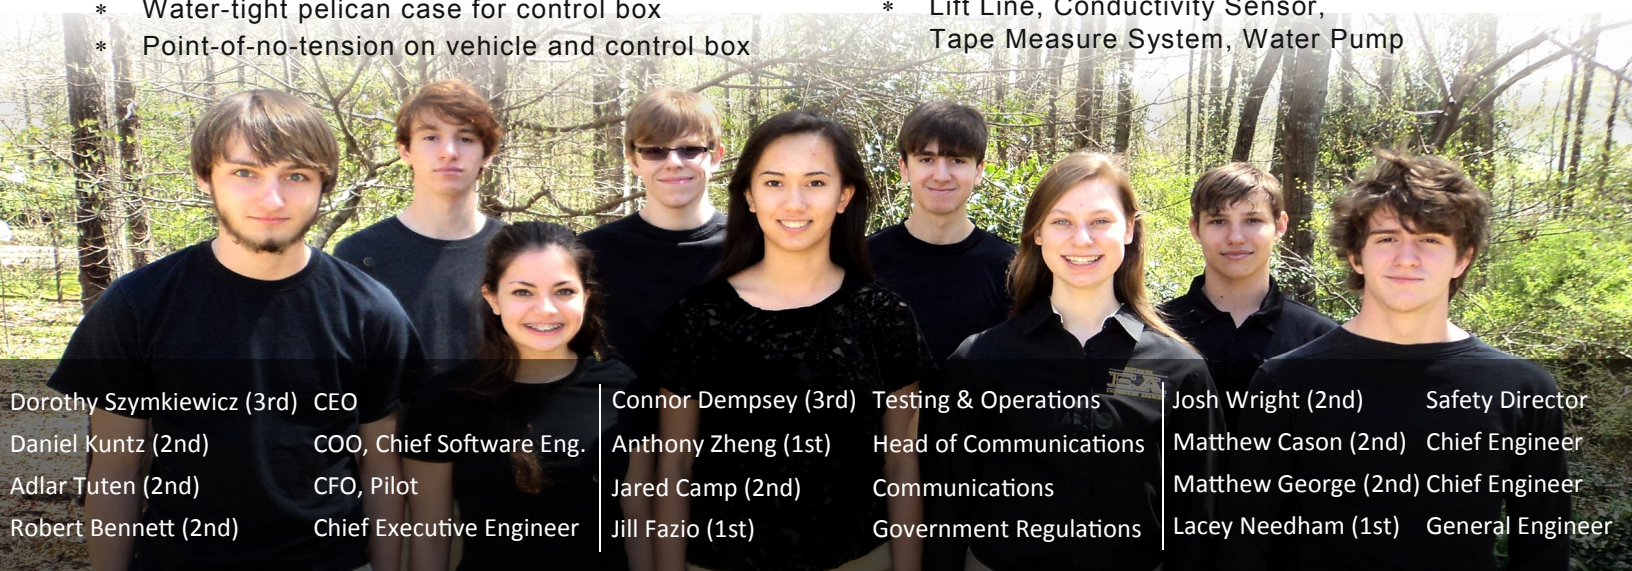 * Water-tight pelican case for control box
* Point-of-no-tension on vehicle and control box
* Lift Line, Conductivity Sensor,
Tape Measure System, Water Pump
Dorothy Szymkiewicz (3rd) CEO
Daniel Kuntz (2nd) COO, Chief Software Eng.
Adlar Tuten (2nd) CFO, Pilot
Robert Bennett (2nd) Chief Executive Engineer
Connor Dempsey (3rd) Testing & Operations
Anthony Zheng (1st) Head of Communications
Jared Camp (2nd) Communications
Jill Fazio (1st) Government Regulations
Josh Wright (2nd) Safety Director
Matthew Cason (2nd) Chief Engineer
Matthew George (2nd) Chief Engineer
Lacey Needham (1st) General Engineer